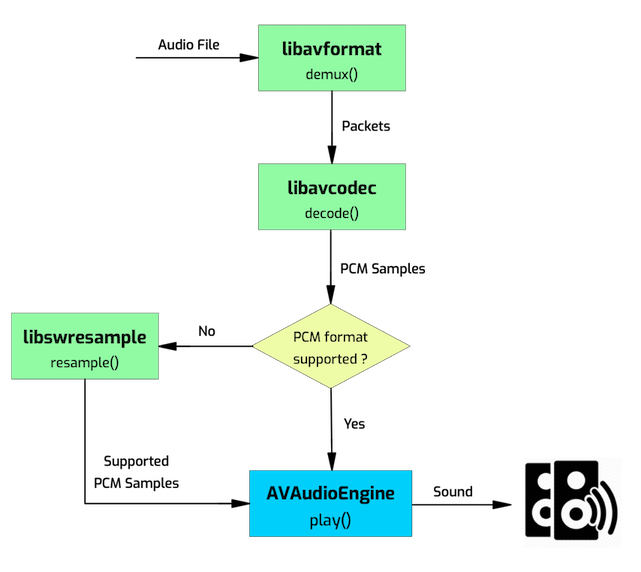 Audio File
libavformat
demux()
Packets
libavcodec
decode()
PCM Samples
PCM format
supported ?
No
libswresample
resample()
Yes
Supported
PCM Samples
AVAudioEngine
play()
Sound